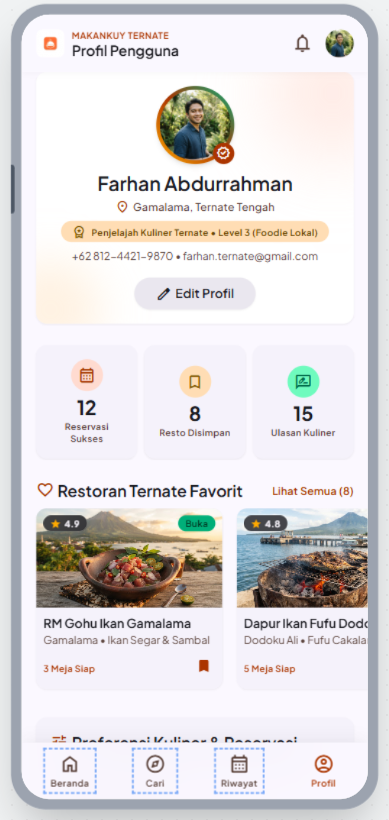 MAKANKUY TERNATE
Profil Pengguna
Farhan Abdurrahman
Gamalama, Ternate Tengah
Penjelajah Kuliner Ternate • Level 3 (Foodie Lokal)
+62 812-4421-9870 • farhan.ternate@gmail.com
Edit Profil
12
Reservasi
Sukses
8
Resto Disimpan
15
Ulasan Kuliner
Restoran Ternate Favorit
Lihat Semua (8)
4.9
Buka
RM Gohu Ikan Gamalama
Gamalama • Ikan Segar & Sambal
3 Meja Siap
4.8
Dapur Ikan Fufu Dodo
Dodoku Ali • Fufu Cakala
5 Meja Siap
Preferensi Kuliner & Reservasi
Beranda
Cari
Riwayat
Profil